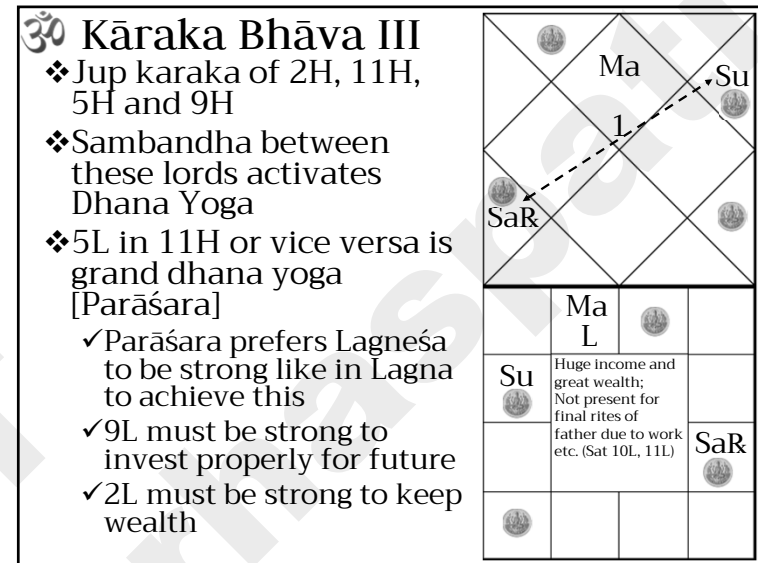 ॐ Kāraka Bhāva III
❖Jup karaka of 2H, 11H,
5H and 9H
❖Sambandha between
these lords activates
Dhana Yoga
❖5L in 11H or vice versa is
grand dhana yoga
[Parāśara]
✓Parāśara prefers Lagneśa
to be strong like in Lagna
to achieve this
✓9L must be strong to
invest properly for future
✓2L must be strong to keep
wealth
Ma
Su
1
Sa℞
Ma
L
Su
Huge income and
great wealth;
Not present for
final rites of
father due to work
etc. (Sat 10L, 11L)
Sa℞